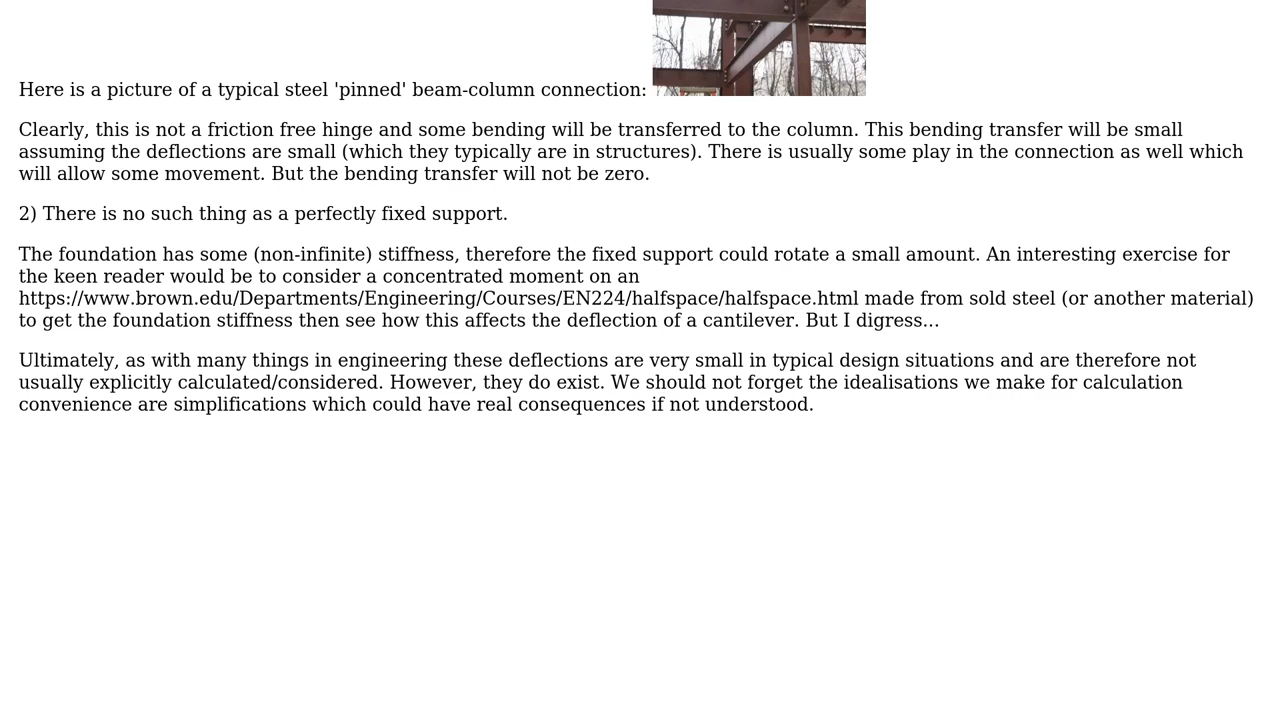 Here is a picture of a typical steel 'pinned' beam-column connection:
Clearly, this is not a friction free hinge and some bending will be transferred to the column. This bending transfer will be small
assuming the deflections are small (which they typically are in structures). There is usually some play in the connection as well which
will allow some movement. But the bending transfer will not be zero.
2) There is no such thing as a perfectly fixed support.
The foundation has some (non-infinite) stiffness, therefore the fixed support could rotate a small amount. An interesting exercise for
the keen reader would be to consider a concentrated moment on an
https://www.brown.edu/Departments/Engineering/Courses/EN224/halfspace/halfspace.html made from sold steel (or another material)
to get the foundation stiffness then see how this affects the deflection of a cantilever. But I digress...
Ultimately, as with many things in engineering these deflections are very small in typical design situations and are therefore not
usually explicitly calculated/considered. However, they do exist. We should not forget the idealisations we make for calculation
convenience are simplifications which could have real consequences if not understood.